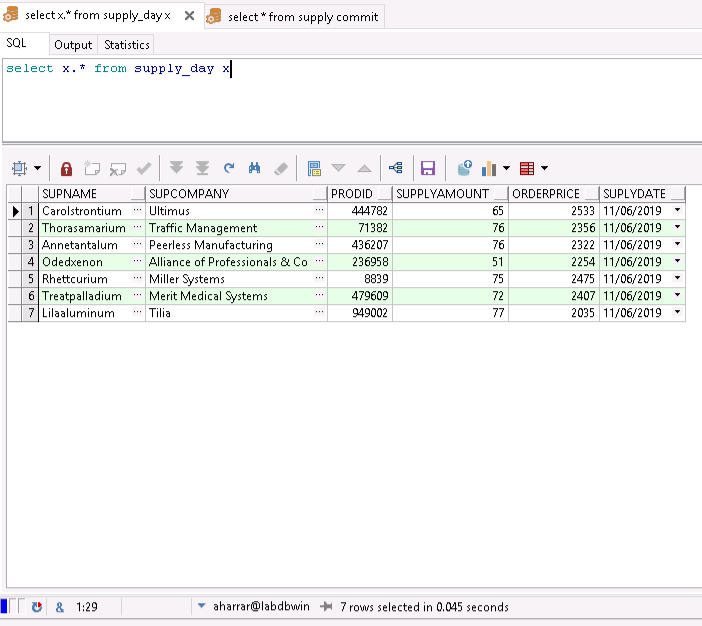 select x.* from supply_day x select * from supply commit
SQL Output Statistics
select x.* from supply_day x
SUPNAME SUPCOMPANY PRODID SUPPLYAMOUNT ORDERPRICE SUPLYDATE
1 Carolstrontium ... Ultimus ... 444782 65 2533 11/06/2019
2 Thorasamarium ... Traffic Management ... 71382 76 2356 11/06/2019
3 Annetantalum ... Peerless Manufacturing ... 436207 76 2322 11/06/2019
4 Odedxenon ... Alliance of Professionals & Co ... 236958 51 2254 11/06/2019
5 Rhettcurium ... Miller Systems ... 8839 75 2475 11/06/2019
6 Treatpalladium ... Merit Medical Systems ... 479609 72 2407 11/06/2019
7 Lilaaluminum ... Tilia ... 949002 77 2035 11/06/2019
& 1:29 aharrar@labdbwin 7 rows selected in 0.045 seconds